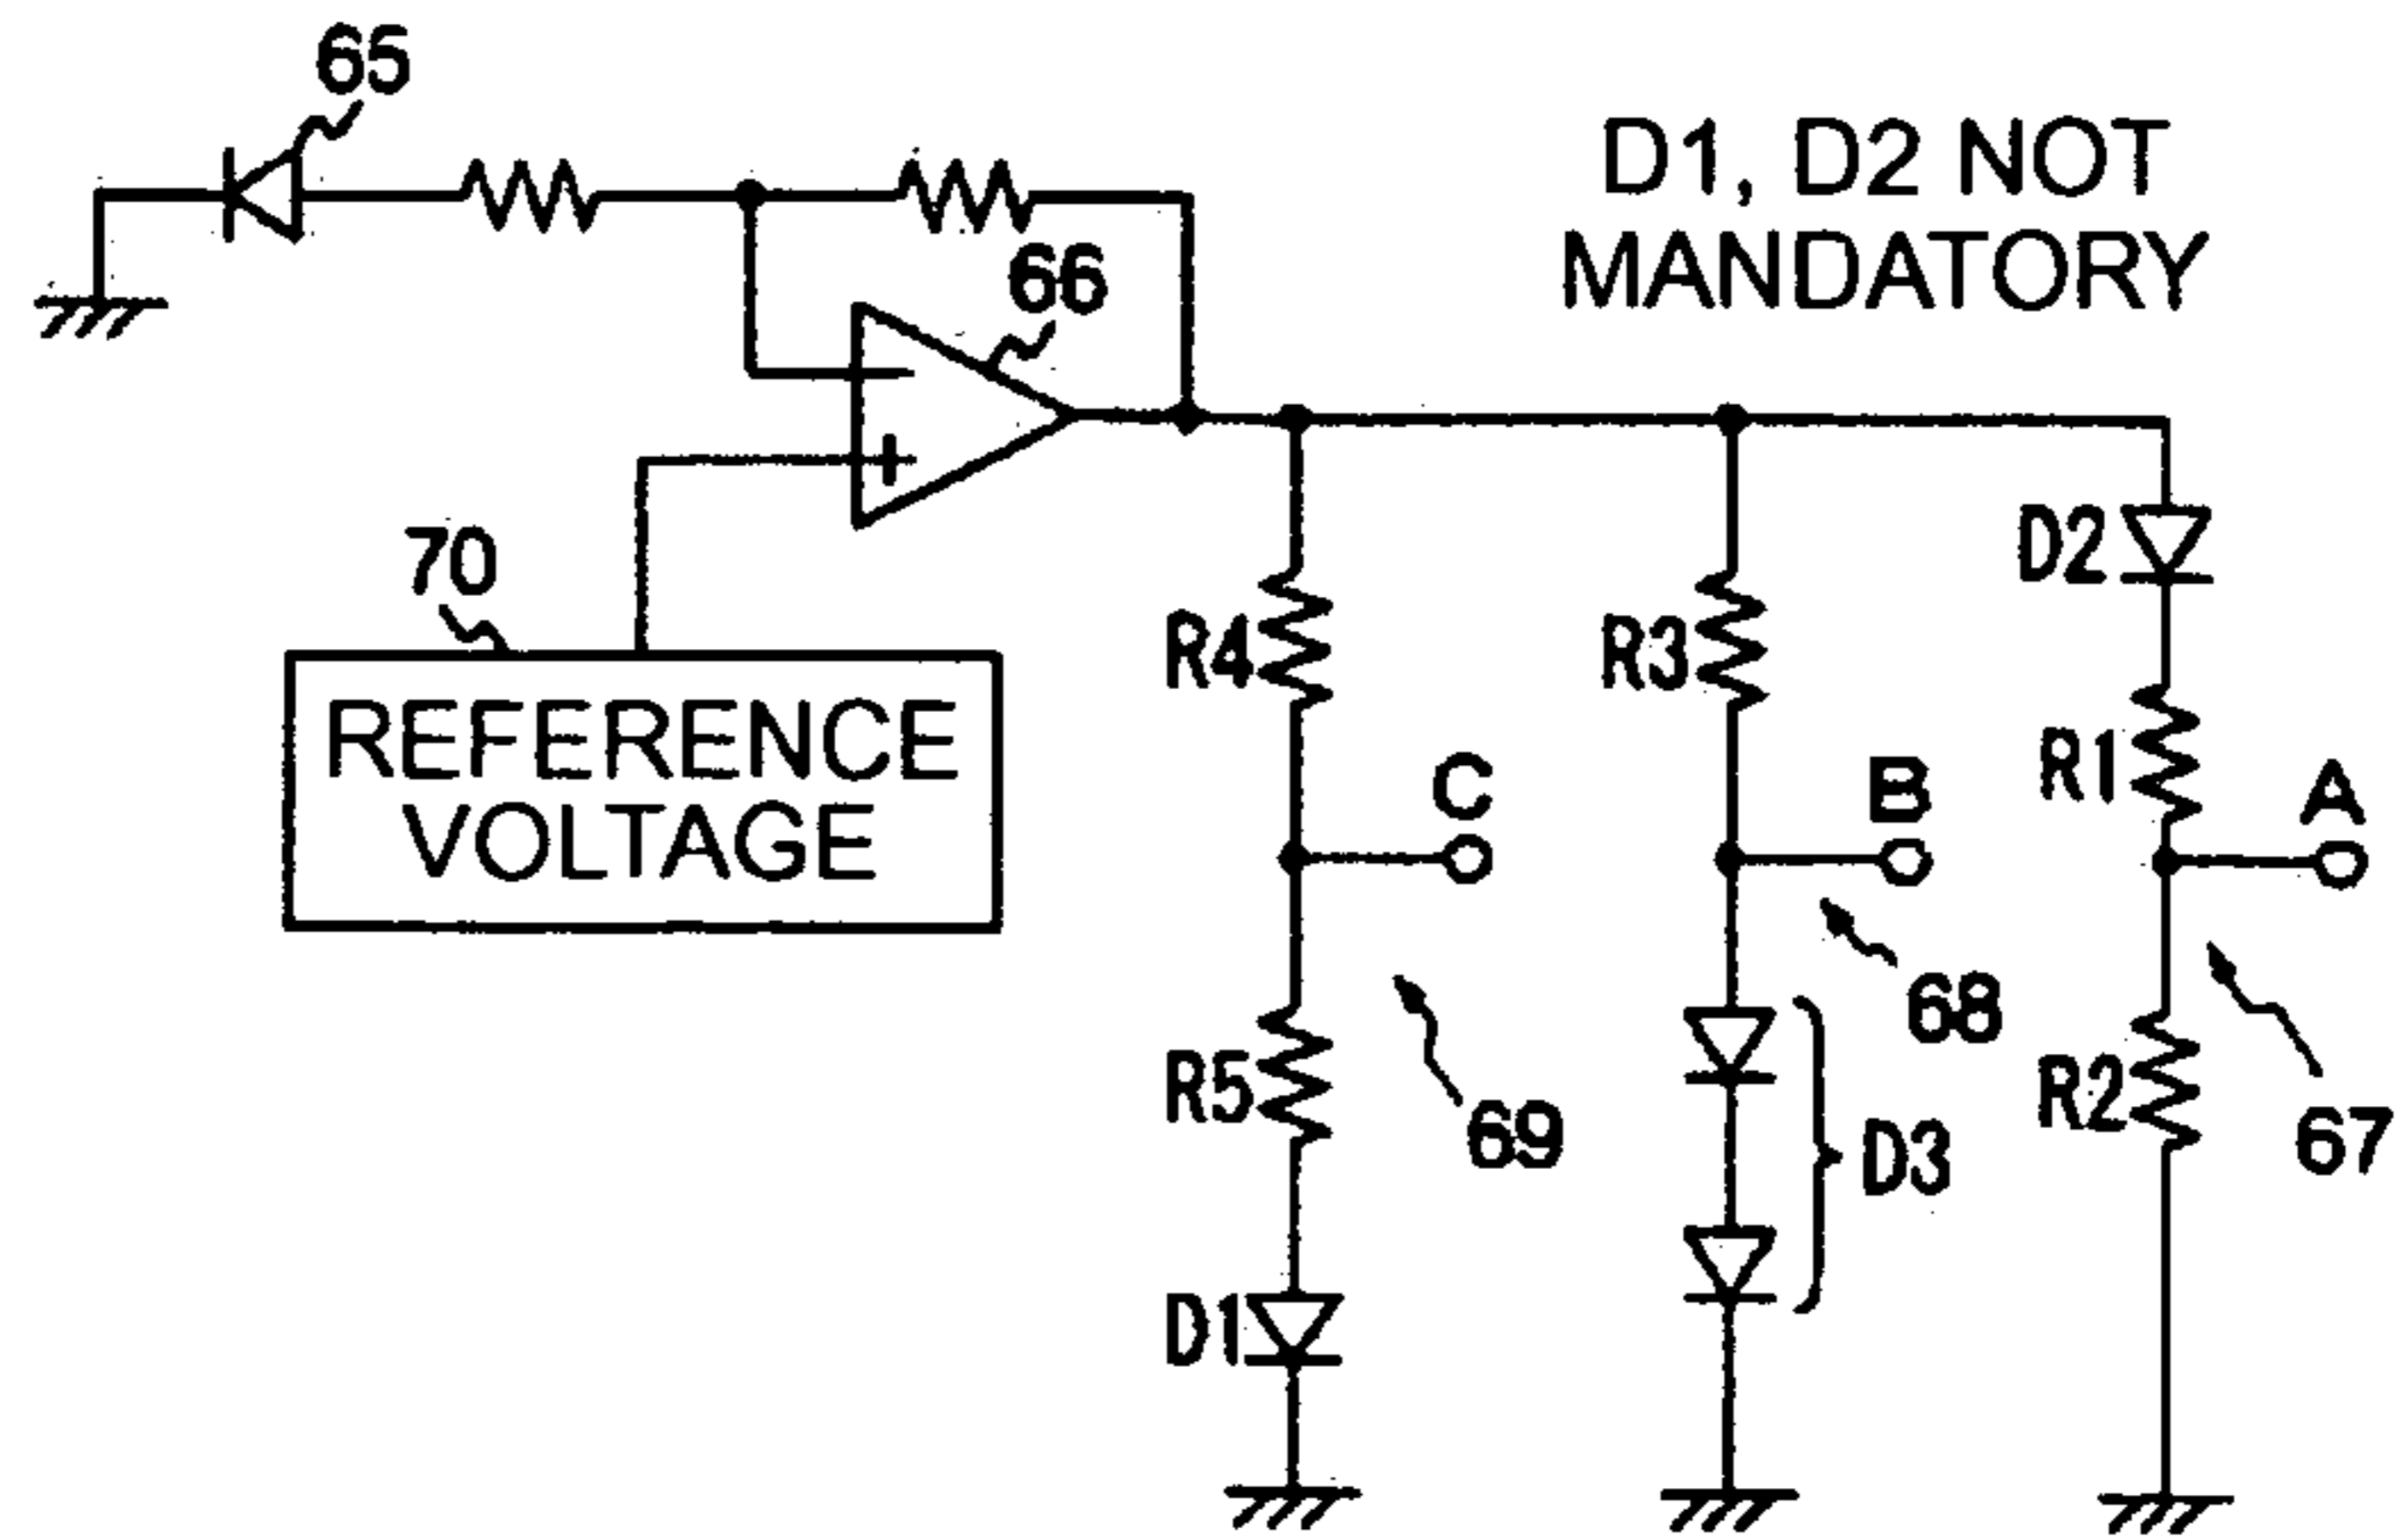 65
D1, D2 NOT
MANDATORY
66
−
+
70
REFERENCE
VOLTAGE
D2
R4
R3
R1
C
B
A
68
69
67
R5
R2
D3
D1